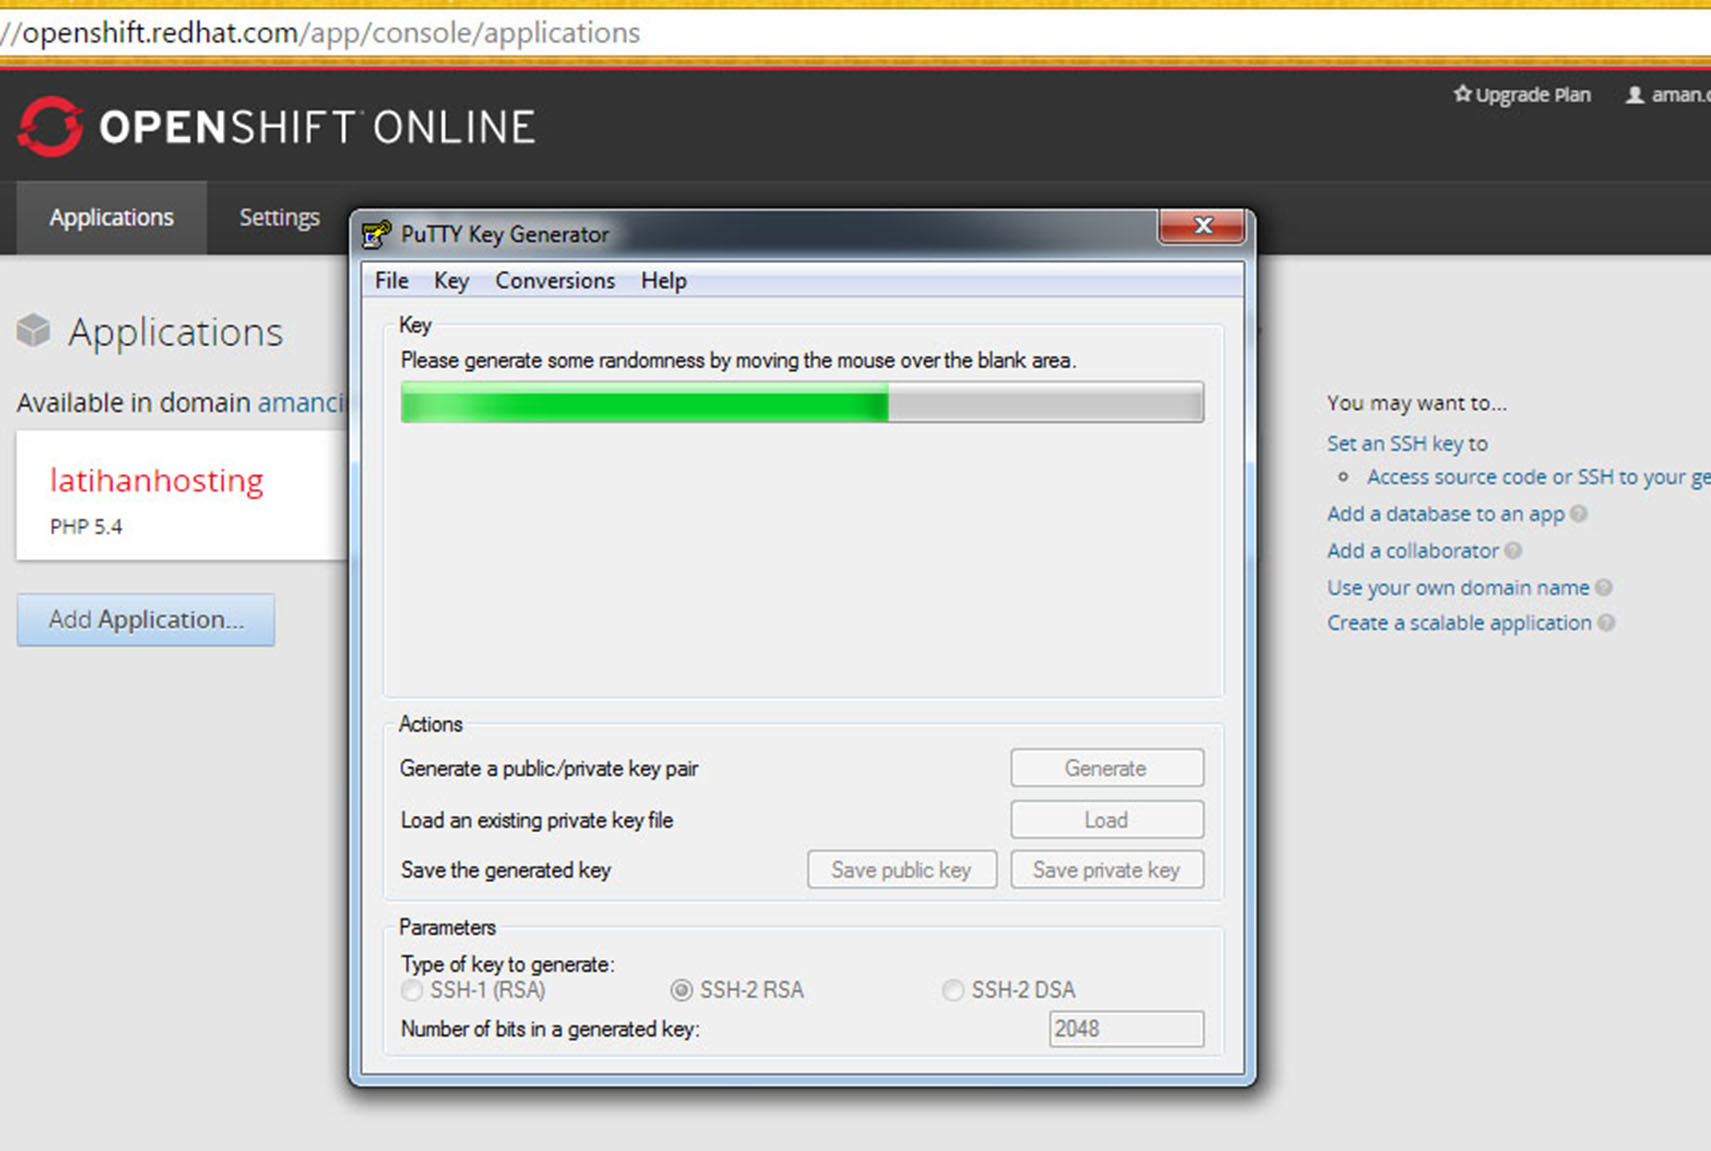 //openshift.redhat.com/app/console/applications
Upgrade Plan
OPENSHIFT ONLINE
Applications Settings
PuTTY Key Generator
File Key Conversions Help
Applications
Available in domain
latihanhosting
PHP 5.4
Add Application...
Key
Please generate some randomness by moving the mouse over the blank area.
Actions
Generate a public/private key pair Generate
Load an existing private key file Load
Save the generated key Save public key Save private key
Parameters
Type of key to generate:
SSH-1 (RSA) SSH-2 RSA SSH-2 DSA
Number of bits in a generated key: 2048
You may want to...
Set an SSH key to
Access source code or SSH to your
Add a database to an app
Add a collaborator
Use your own domain name
Create a scalable application